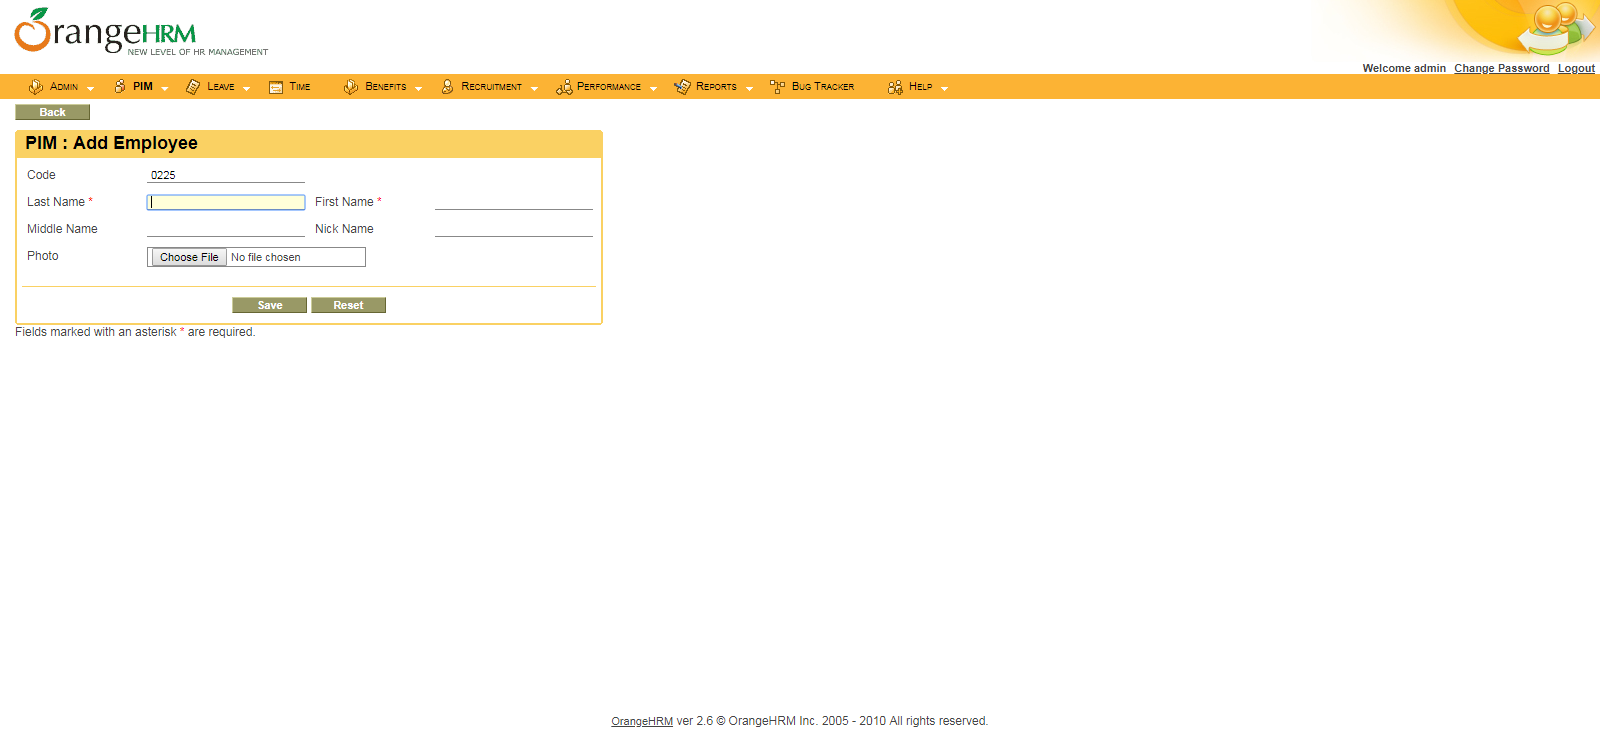 OrangeHRM
NEW LEVEL OF HR MANAGEMENT
Welcome admin Change Password Logout
Admin PIM Leave Time Benefits Recruitment Performance Reports Bug Tracker Help
Back
PIM : Add Employee
Code 0225
Last Name * First Name *
Middle Name Nick Name
Photo Choose File No file chosen
Save Reset
Fields marked with an asterisk * are required.
OrangeHRM ver 2.6 © OrangeHRM Inc. 2005 - 2010 All rights reserved.